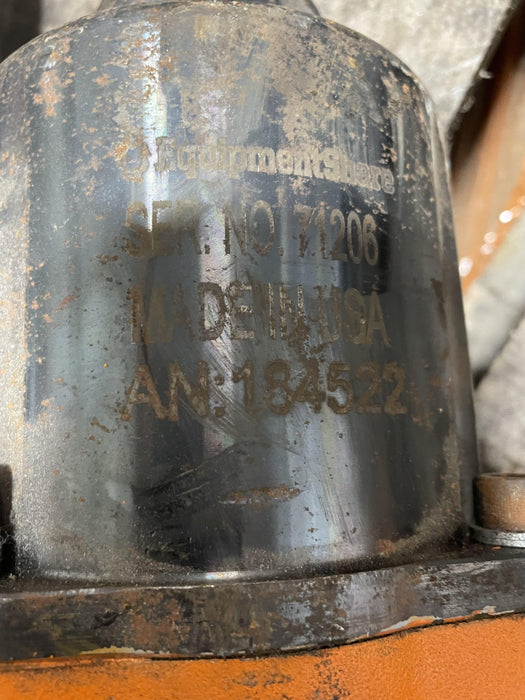 EquipmentShare
SER. NO. 71206
MADE IN USA
AN: 184522